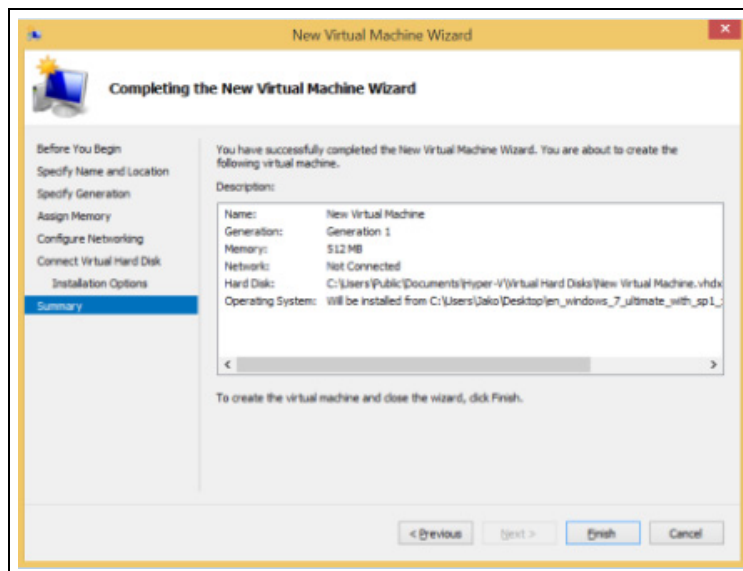 New Virtual Machine Wizard
Completing the New Virtual Machine Wizard
Before You Begin
Specify Name and Location
Specify Generation
Assign Memory
Configure Networking
Connect Virtual Hard Disk
Installation Options
Summary
You have successfully completed the New Virtual Machine Wizard. You are about to create the
following virtual machine.
Description:
Name: New Virtual Machine
Generation: Generation 1
Memory: 512 MB
Network: Not Connected
Hard Disk: C:\Users\Public\Documents\Hyper-V\Virtual Hard Disks\New Virtual Machine.vhdx
Operating System: Will be installed from C:\Users\Jako\Desktop\en_windows_7_ultimate_with_sp1_
To create the virtual machine and close the wizard, click Finish.
< Previous Next > Finish Cancel